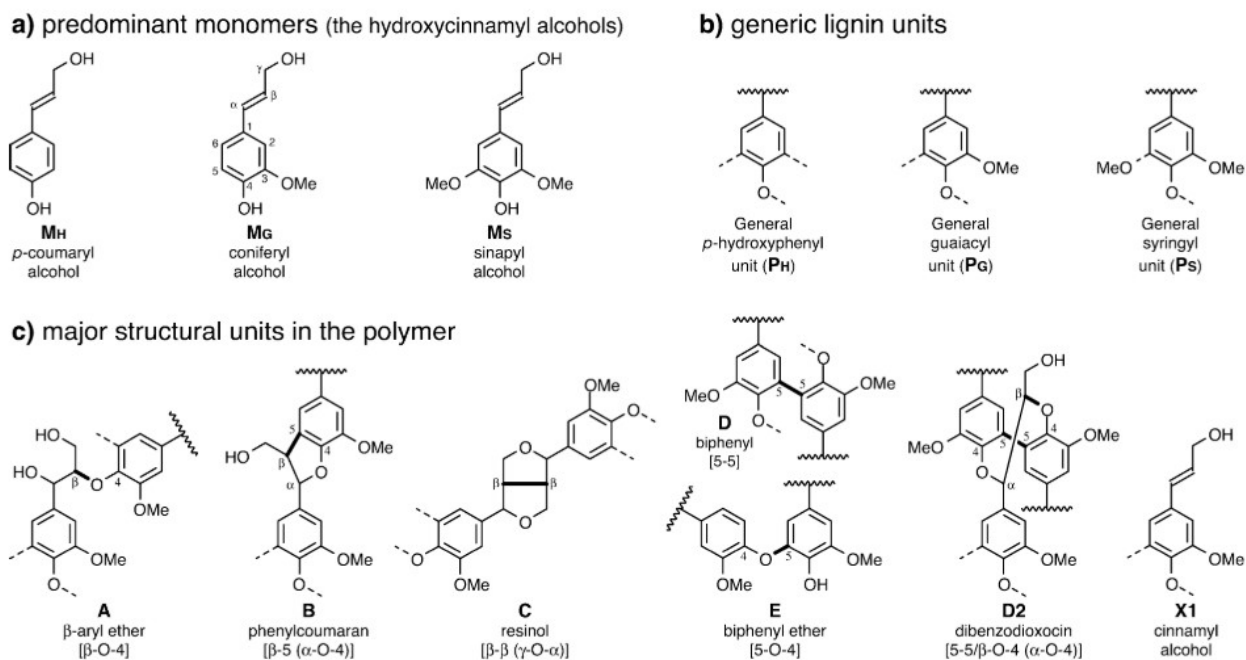 a) predominant monomers (the hydroxycinnamyl alcohols)
OH
OH
MH
p-coumaryl
alcohol
OH
γ
β
α
1
6
2
5
3
4
OMe
OH
MG
coniferyl
alcohol
OH
MeO
OMe
OH
MS
sinapyl
alcohol
b) generic lignin units
O
General
p-hydroxyphenyl
unit (PH)
OMe
O
General
guaiacyl
unit (PG)
MeO
OMe
O
General
syringyl
unit (PS)
c) major structural units in the polymer
HO
HO
β
O
4
OMe
OMe
O
A
β-aryl ether
[β-O-4]
5
4
OMe
HO
β
O
α
OMe
O
B
phenylcoumaran
[β-5 (α-O-4)]
OMe
O
O
β
β
O
O
OMe
C
resinol
[β-β (γ-O-α)]
O
5
MeO
OMe
5
O
D
biphenyl
[5-5]
4
O
5
OMe
OMe
OH
E
biphenyl ether
[5-O-4]
OH
β
O
4
MeO
5
5
OMe
4
O
α
OMe
O
D2
dibenzodioxocin
[5-5/β-O-4 (α-O-4)]
OH
OMe
O
X1
cinnamyl
alcohol